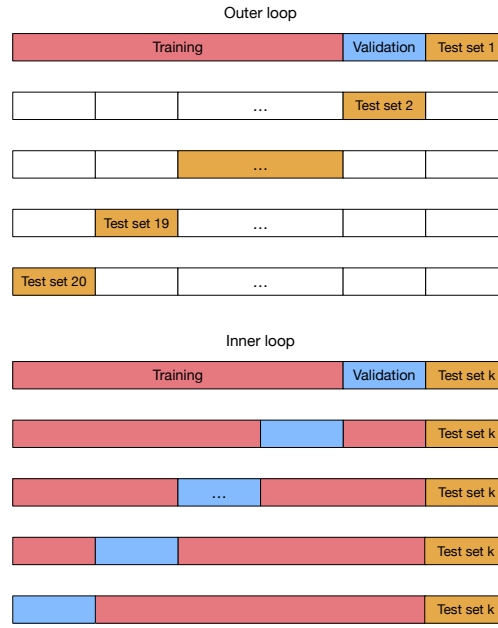 Outer loop
Training Validation Test set 1
... Test set 2
...
Test set 19 ...
Test set 20 ...
Inner loop
Training Validation Test set k
Test set k
... Test set k
Test set k
Test set k